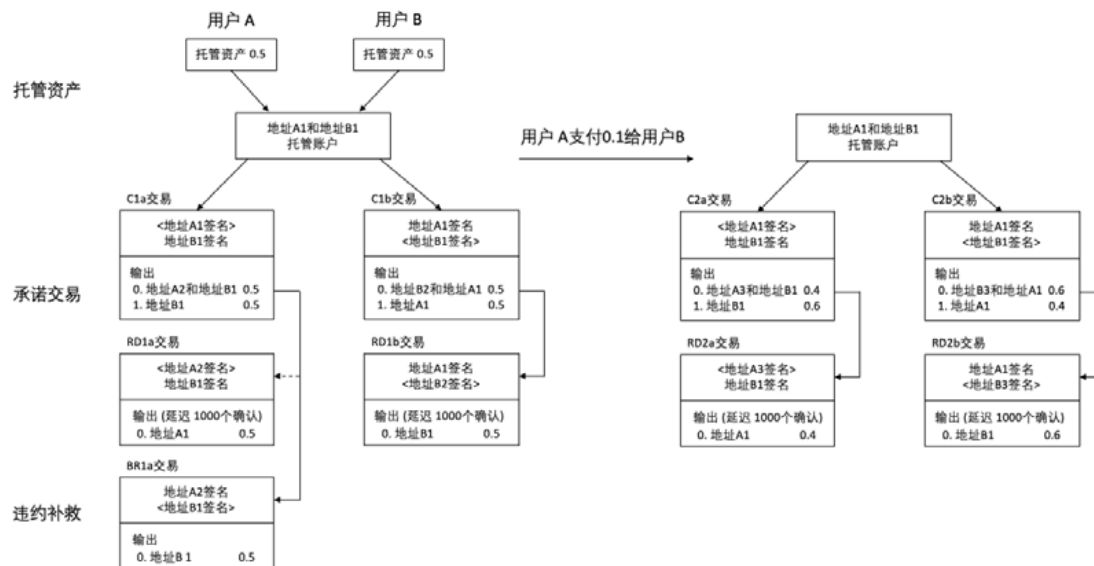 用户 A
用户 B
托管资产 0.5
托管资产 0.5
托管资产
地址A1和地址B1
托管账户
用户 A支付0.1给用户B
地址A1和地址B1
托管账户
C1a交易
<地址A1签名>
地址B1签名
输出
0. 地址A2和地址B1 0.5
1. 地址B1 0.5
C1b交易
地址A1签名
<地址B1签名>
输出
0. 地址B2和地址A1 0.5
1. 地址A1 0.5
C2a交易
<地址A1签名>
地址B1签名
输出
0. 地址A3和地址B1 0.4
1. 地址B1 0.6
C2b交易
地址A1签名
<地址B1签名>
输出
0. 地址B3和地址A1 0.6
1. 地址A1 0.4
承诺交易
RD1a交易
<地址A2签名>
地址B1签名
输出 (延迟 1000个确认)
0. 地址A1 0.5
RD1b交易
地址A1签名
<地址B2签名>
输出 (延迟 1000个确认)
0. 地址B1 0.5
RD2a交易
<地址A3签名>
地址B1签名
输出 (延迟 1000个确认)
0. 地址A1 0.4
RD2b交易
地址A1签名
<地址B3签名>
输出 (延迟 1000个确认)
0. 地址B1 0.6
违约补救
BR1a交易
地址A2签名
<地址B1签名>
输出
0. 地址B 1 0.5